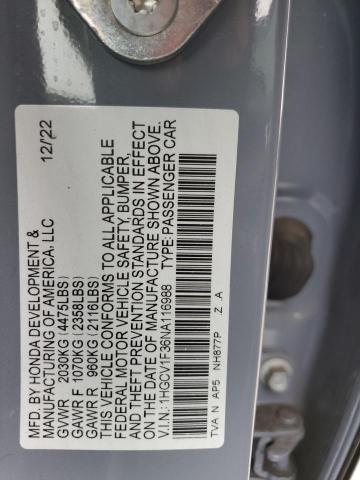 MFD. BY HONDA DEVELOPMENT &
MANUFACTURING OF AMERICA, LLC 12/22
GVWR 2030KG (4475LBS)
GAWR F 1070KG (2358LBS)
GAWR R 960KG (2116LBS)
THIS VEHICLE CONFORMS TO ALL APPLICABLE
FEDERAL MOTOR VEHICLE SAFETY, BUMPER,
AND THEFT PREVENTION STANDARDS IN EFFECT
ON THE DATE OF MANUFACTURE SHOWN ABOVE.
V.I.N.: 1HGCV1F36NA116988 TYPE: PASSENGER CAR
TVA N AP5 NH877P Z .A